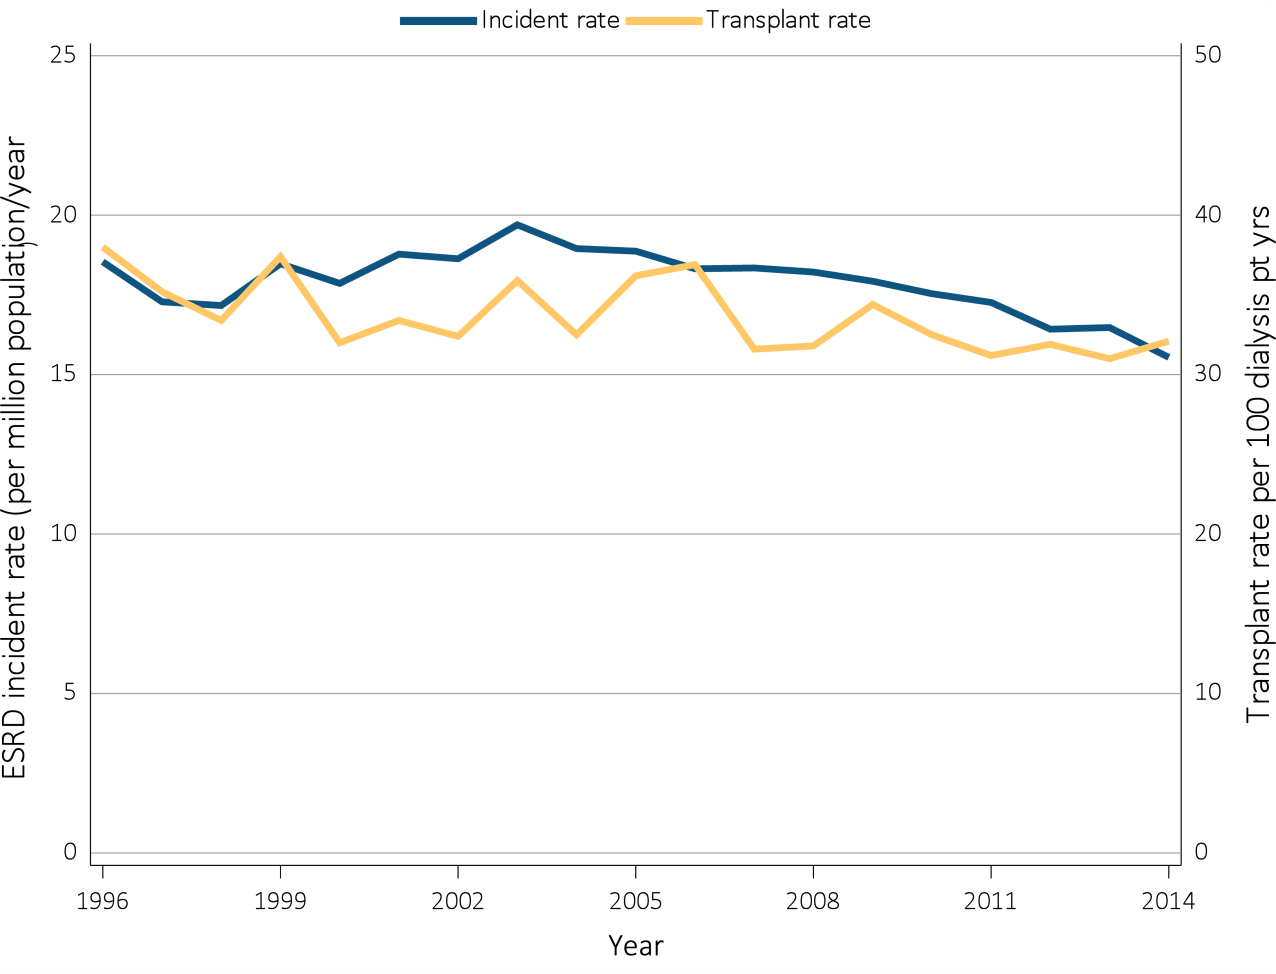 Incident rate Transplant rate
25
20
15
10
5
0
ESRD incident rate (per million population/year)
50
40
30
20
10
0
Transplant rate per 100 dialysis pt yrs
1996 1999 2002 2005 2008 2011 2014
Year